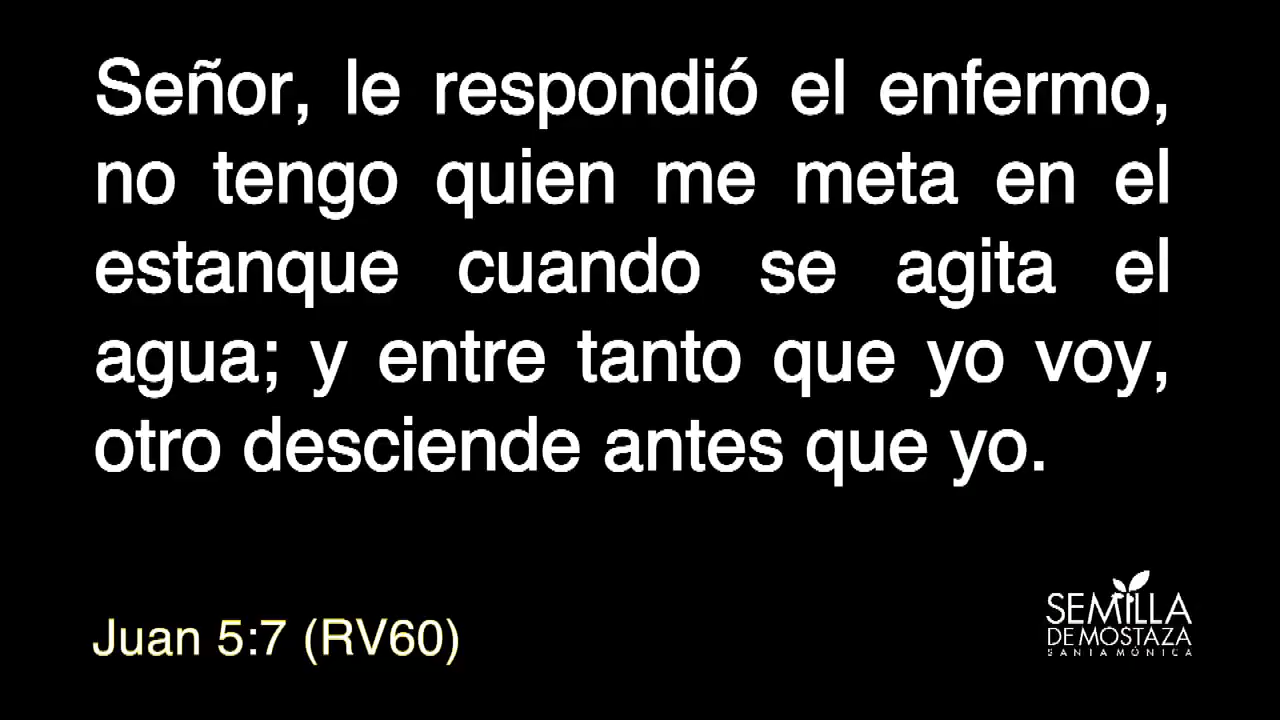 Señor, le respondió el enfermo,
no tengo quien me meta en el
estanque cuando se agita el
agua; y entre tanto que yo voy,
otro desciende antes que yo.
Juan 5:7 (RV60)
SEMILLA
DE MOSTAZA
SANTA MÓNICA